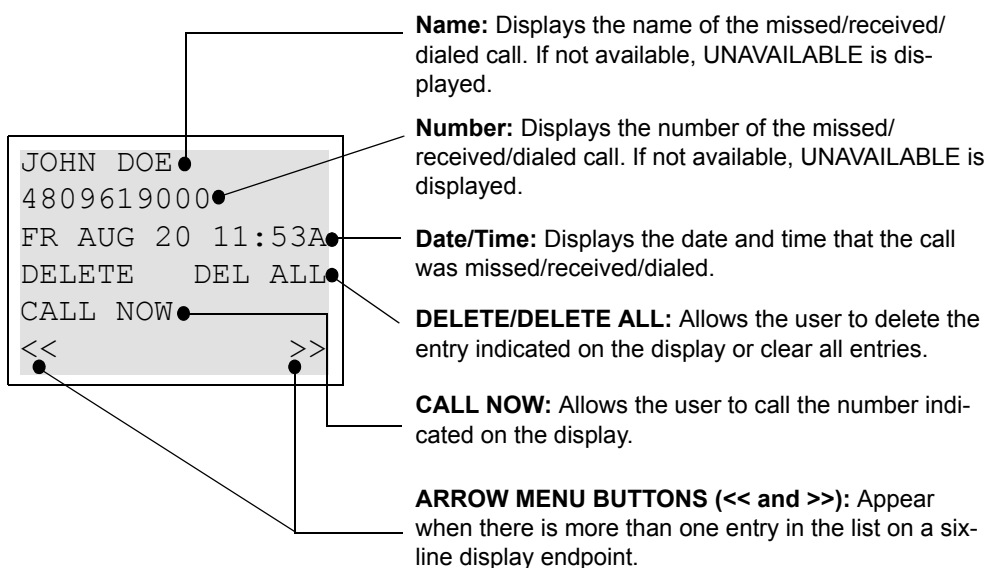 JOHN DOE
4809619000
FR AUG 20 11:53A
DELETE DEL ALL
CALL NOW
<< >>
Name: Displays the name of the missed/received/
dialed call. If not available, UNAVAILABLE is dis-
played.
Number: Displays the number of the missed/
received/dialed call. If not available, UNAVAILABLE is
displayed.
Date/Time: Displays the date and time that the call
was missed/received/dialed.
DELETE/DELETE ALL: Allows the user to delete the
entry indicated on the display or clear all entries.
CALL NOW: Allows the user to call the number indi-
cated on the display.
ARROW MENU BUTTONS (<< and >>): Appear
when there is more than one entry in the list on a six-
line display endpoint.